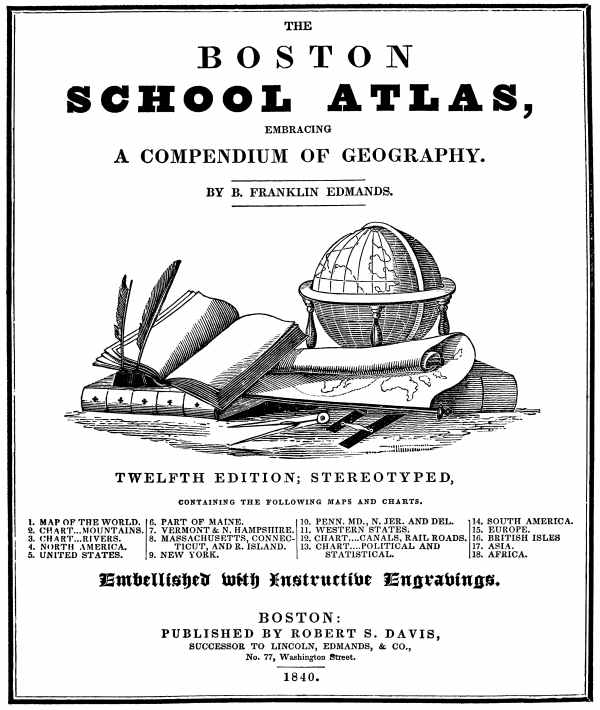 THE
BOSTON
SCHOOL ATLAS,
EMBRACING
A COMPENDIUM OF GEOGRAPHY.
BY B. FRANKLIN EDMANDS.
TWELFTH EDITION; STEREOTYPED,
CONTAINING THE FOLLOWING MAPS AND CHARTS.
1. MAP OF THE WORLD.
2. CHART...MOUNTAINS.
3. CHART...RIVERS.
4. NORTH AMERICA.
5. UNITED STATES.
6. PART OF MAINE.
7. VERMONT & N. HAMPSHIRE.
8. MASSACHUSETTS, CONNEC-
TICUT, AND R. ISLAND.
9. NEW YORK.
10. PENN. MD., N. JER. AND DEL.
11. WESTERN STATES.
12. CHART....CANALS, RAIL ROADS.
13. CHART....POLITICAL AND
STATISTICAL.
14. SOUTH AMERICA.
15. EUROPE.
16. BRITISH ISLES
17. ASIA.
18. AFRICA.
Embellished with Instructive Engravings.
BOSTON:
PUBLISHED BY ROBERT S. DAVIS,
SUCCESSOR TO LINCOLN, EDMANDS, & CO.,
No. 77, Washington Street.
1840.